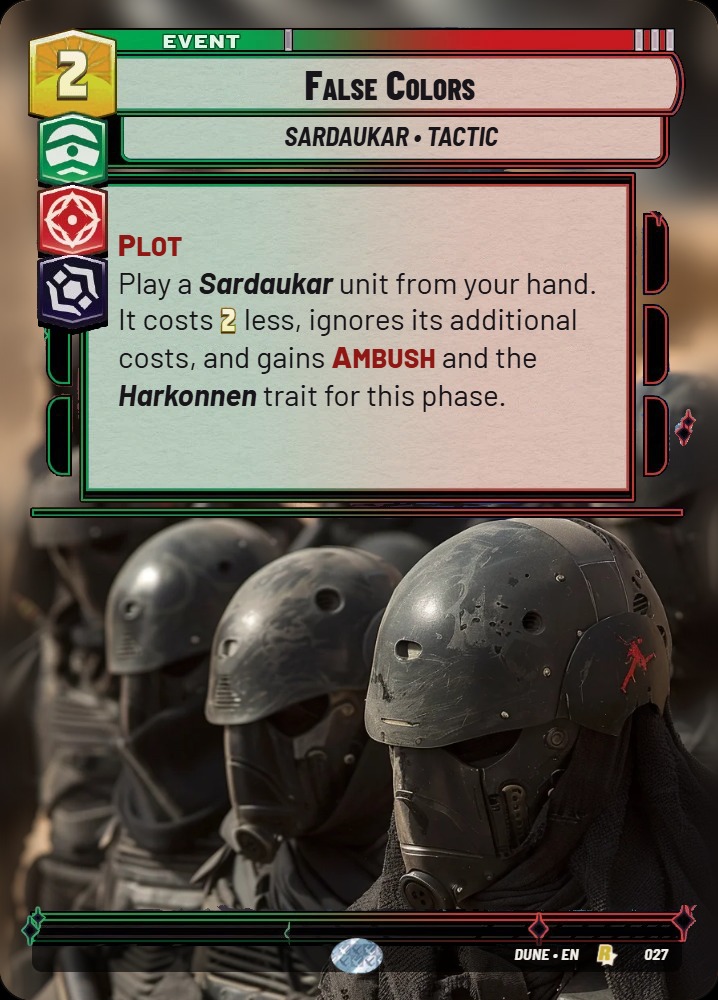 EVENT
2
FALSE COLORS
SARDAUKAR • TACTIC
PLOT
Play a Sardaukar unit from your hand.
It costs 2 less, ignores its additional
costs, and gains AMBUSH and the
Harkonnen trait for this phase.
DUNE • EN R 027